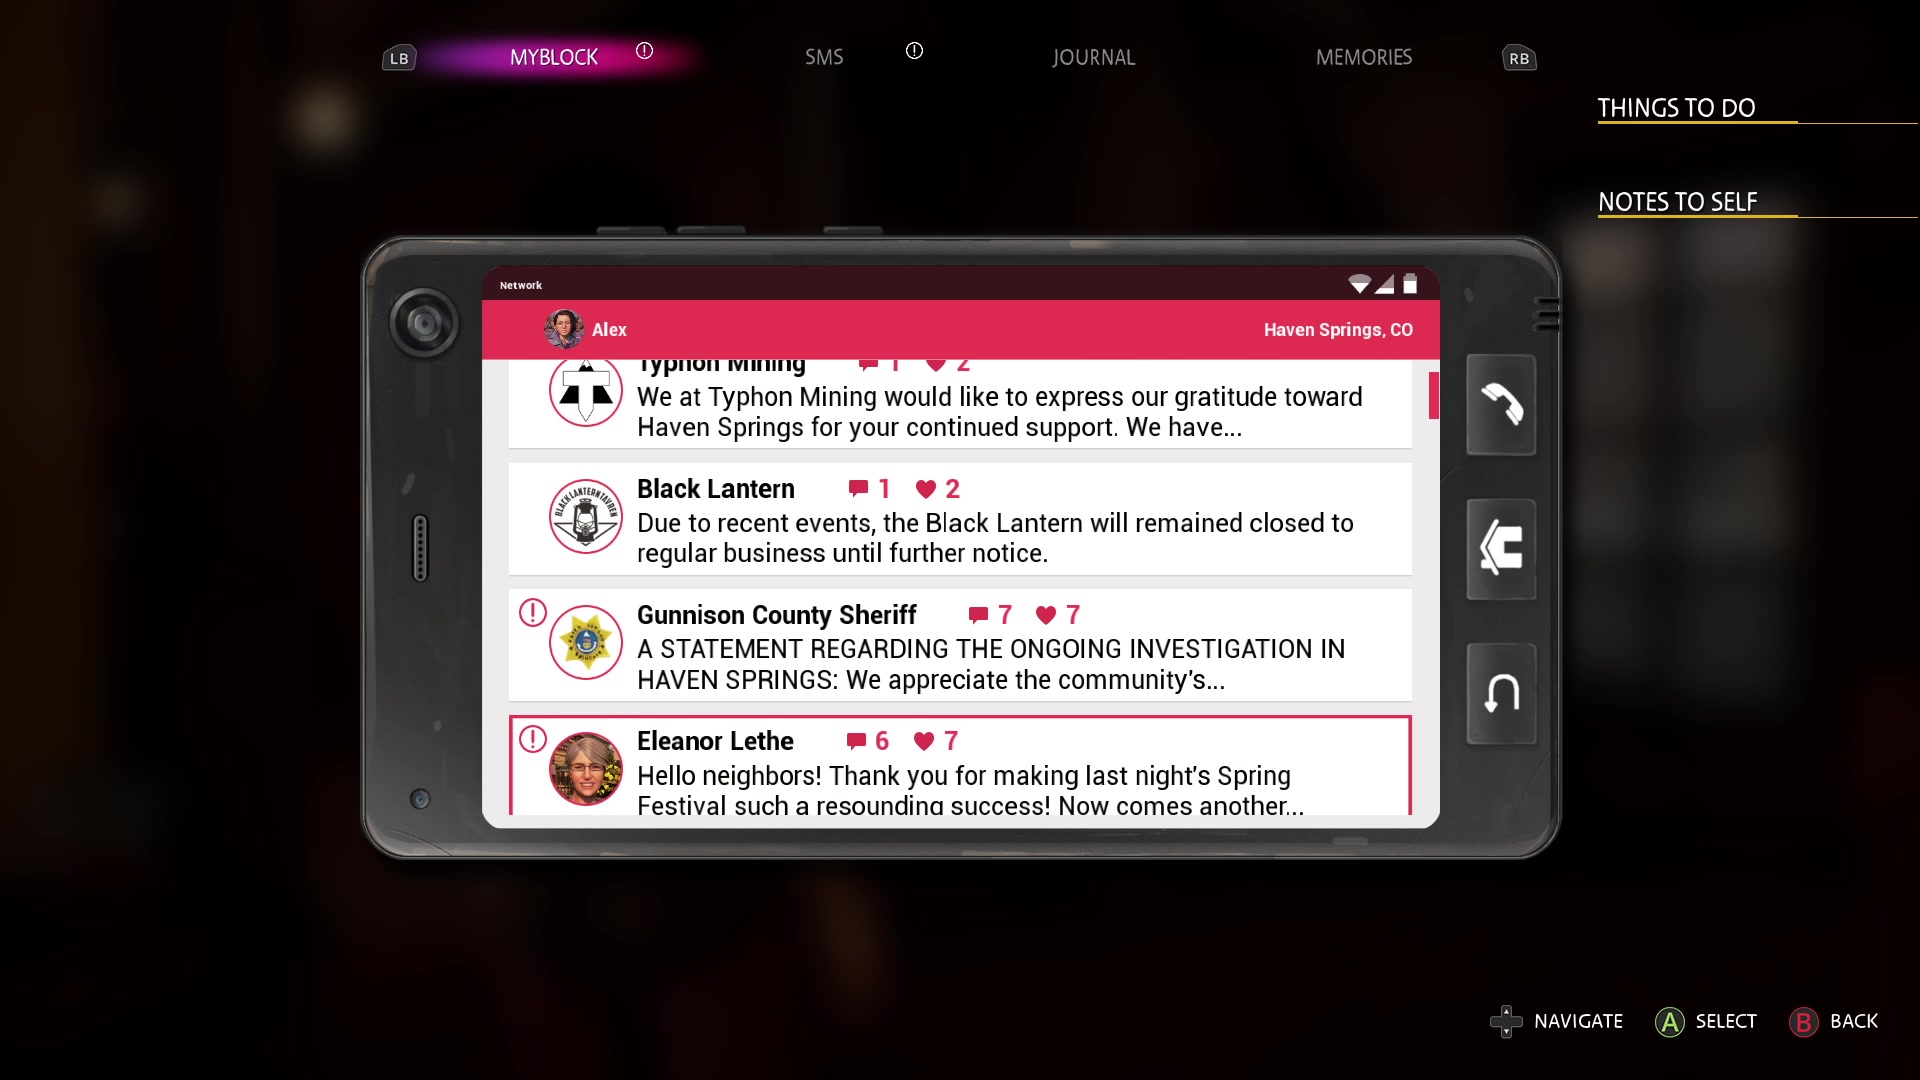 LB
MYBLOCK
SMS
JOURNAL
MEMORIES
RB
THINGS TO DO
NOTES TO SELF
Network
Alex
Haven Springs, CO
Typhon Mining 1 2
We at Typhon Mining would like to express our gratitude toward
Haven Springs for your continued support. We have...
BLACK LANTERN TAVREN
Black Lantern 1 2
Due to recent events, the Black Lantern will remained closed to
regular business until further notice.
Gunnison County Sheriff 7 7
A STATEMENT REGARDING THE ONGOING INVESTIGATION IN
HAVEN SPRINGS: We appreciate the community's...
Eleanor Lethe 6 7
Hello neighbors! Thank you for making last night's Spring
Festival such a resounding success! Now comes another...
NAVIGATE
A SELECT
B BACK